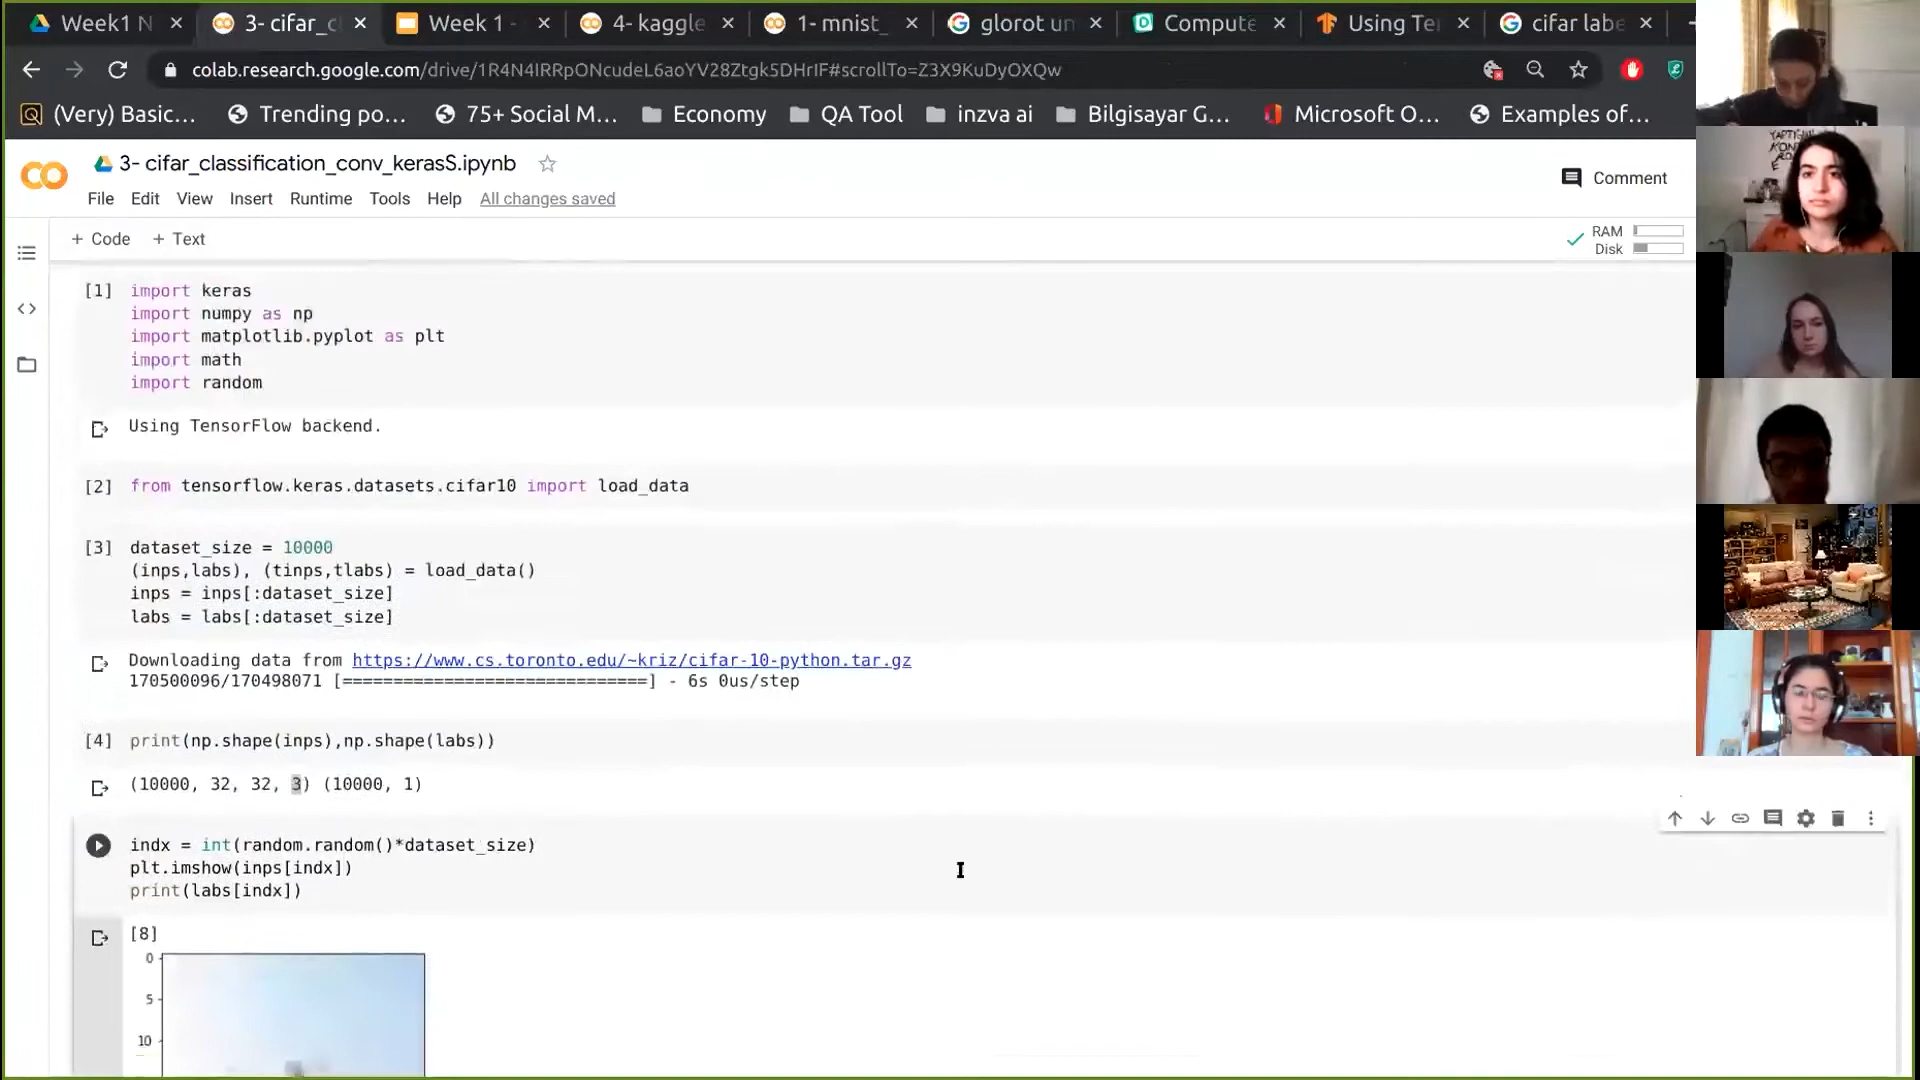 Week1 N
3- cifar_c
Week 1 -
4- kaggle
1- mnist_
glorot un
Compute
Using Te
cifar labe
colab.research.google.com/drive/1R4N4IRRpONcudeL6aoYV28Ztgk5DHrIF#scrollTo=Z3X9KuDyOXQw
(Very) Basic...
Trending po...
75+ Social M...
Economy
QA Tool
inzva ai
Bilgisayar G...
Microsoft O...
Examples of...
3- cifar_classification_conv_kerasS.ipynb
Comment
File Edit View Insert Runtime Tools Help All changes saved
+ Code + Text
RAM
Disk
[1] import keras
import numpy as np
import matplotlib.pyplot as plt
import math
import random
Using TensorFlow backend.
[2] from tensorflow.keras.datasets.cifar10 import load_data
[3] dataset_size = 10000
(inps,labs), (tinps,tlabs) = load_data()
inps = inps[:dataset_size]
labs = labs[:dataset_size]
Downloading data from https://www.cs.toronto.edu/~kriz/cifar-10-python.tar.gz
170500096/170498071 [==============================] - 6s 0us/step
[4] print(np.shape(inps),np.shape(labs))
(10000, 32, 32, 3) (10000, 1)
indx = int(random.random()*dataset_size)
plt.imshow(inps[indx])
print(labs[indx])
[8]
0
5
10